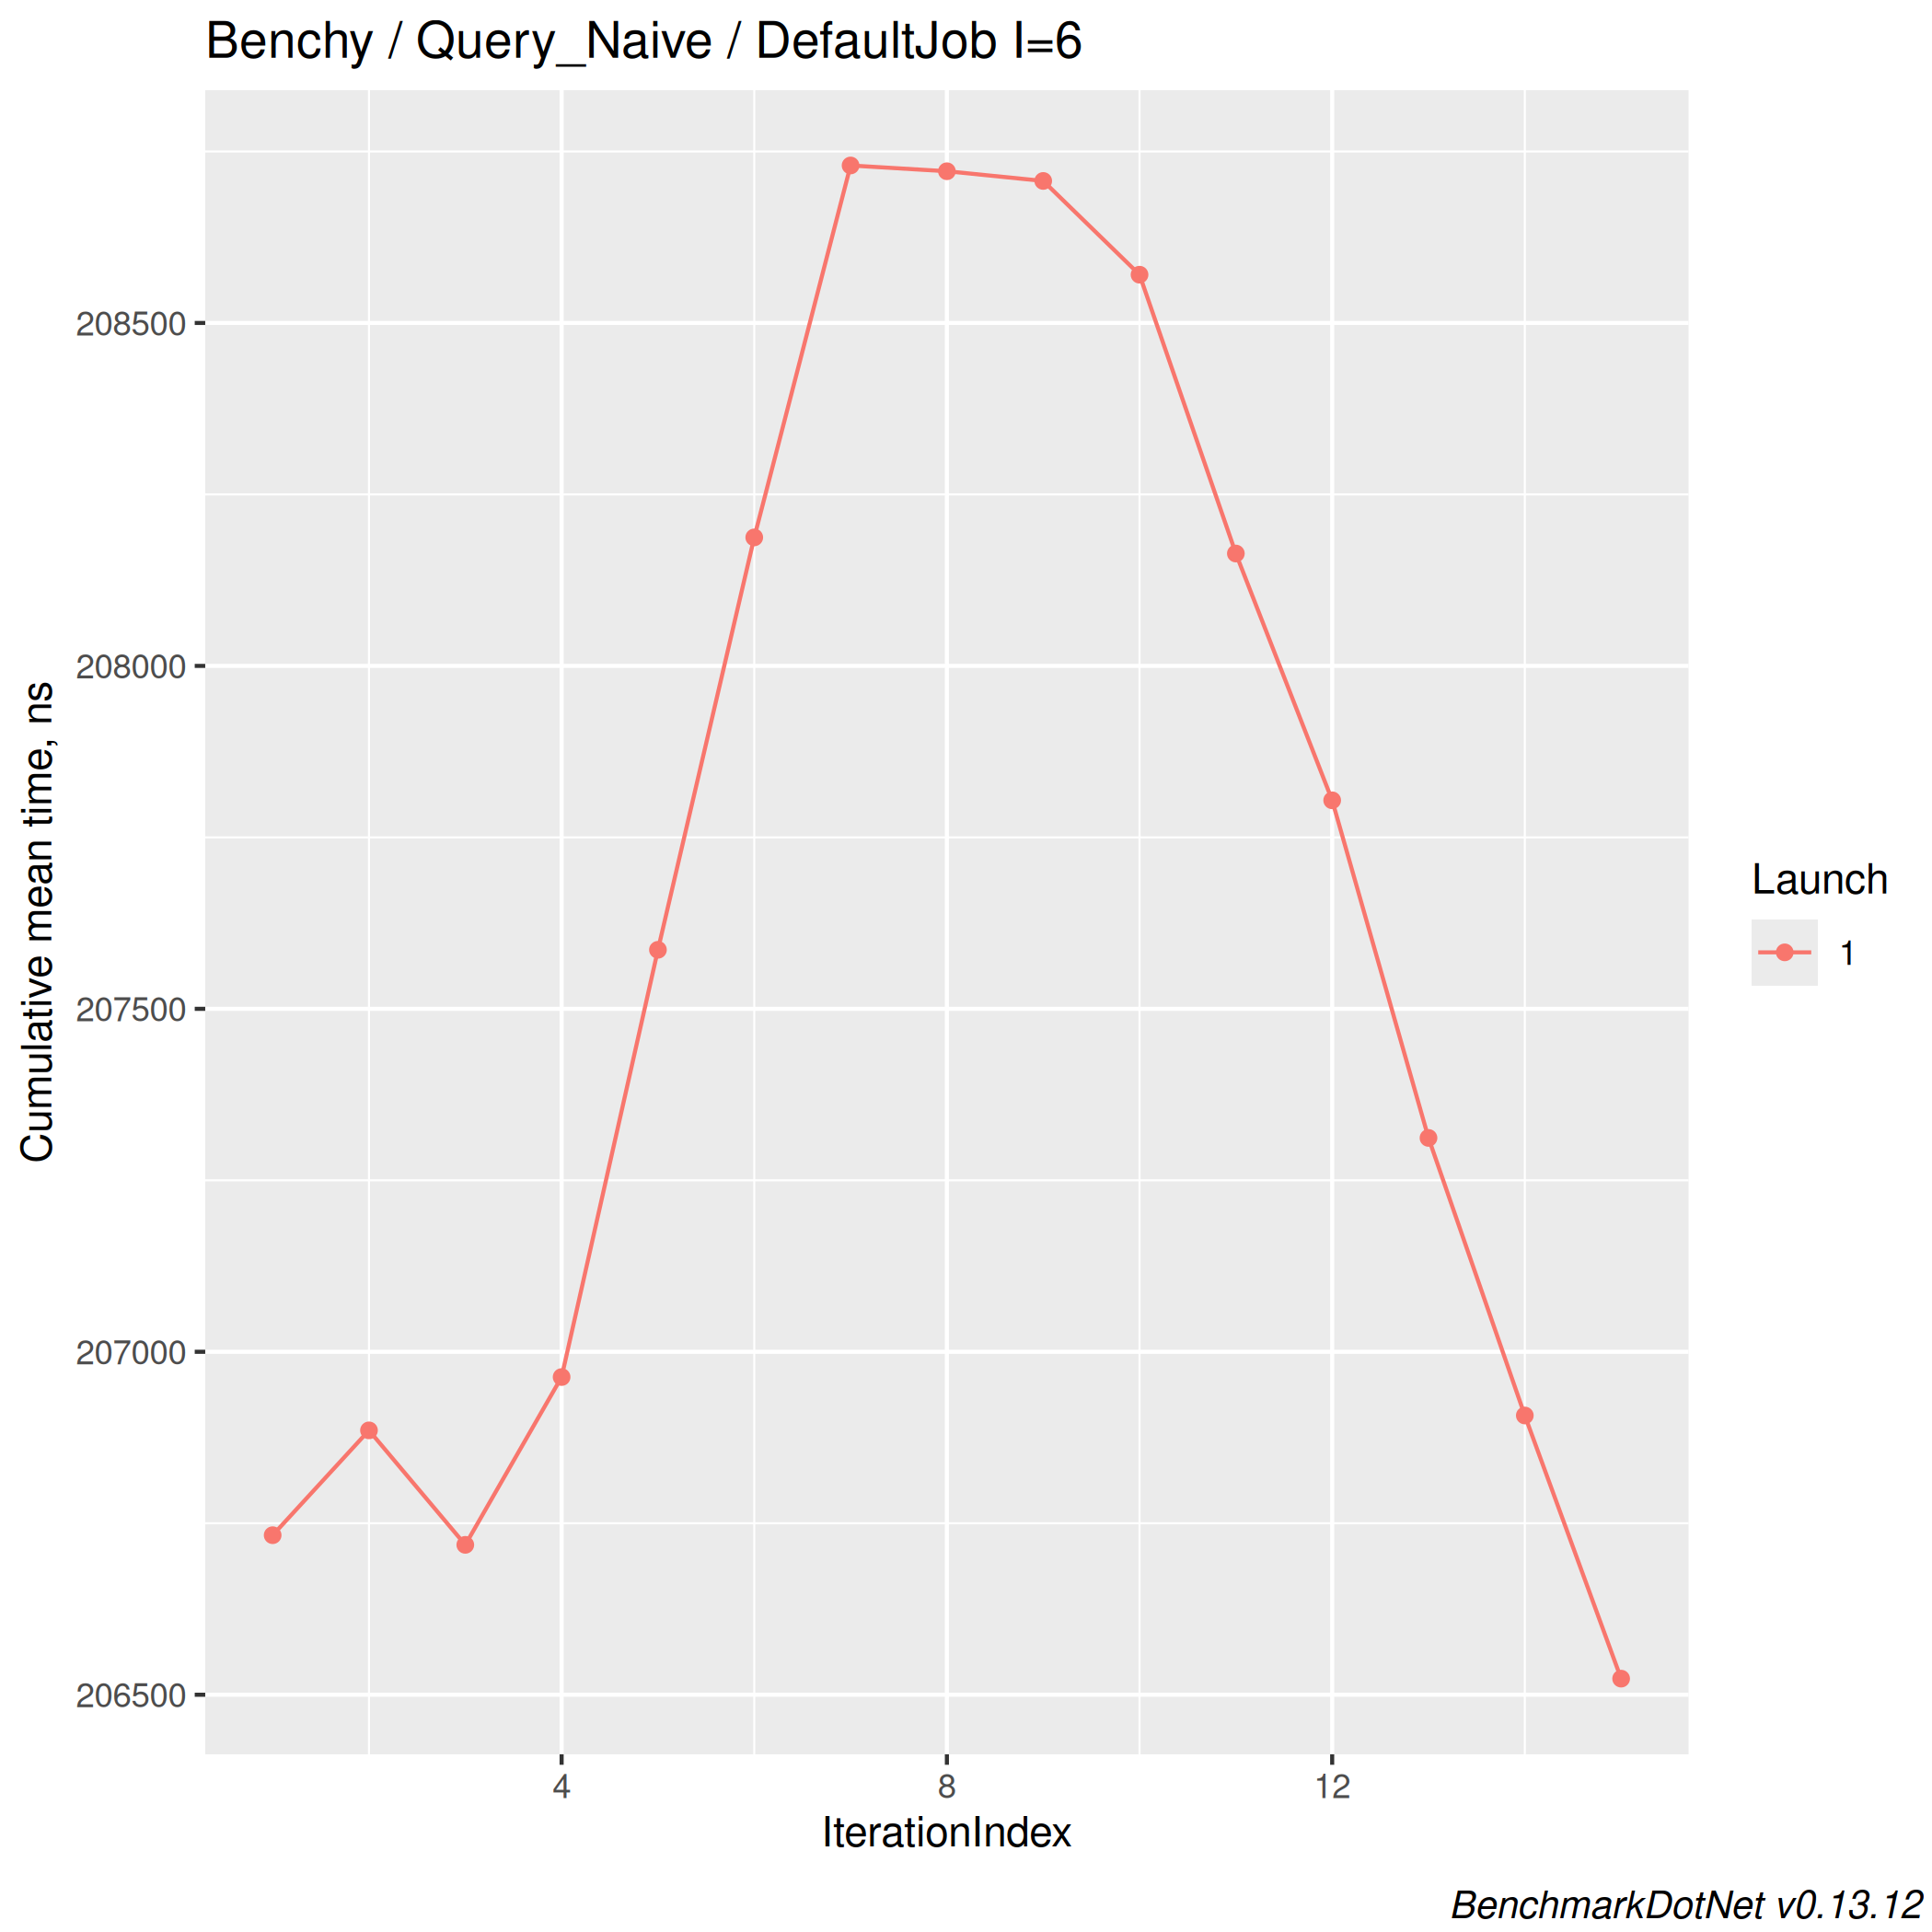 Benchy / Query_Naive / DefaultJob I=6
Cumulative mean time, ns
208500
208000
207500
207000
206500
4
8
12
IterationIndex
Launch
1
BenchmarkDotNet v0.13.12